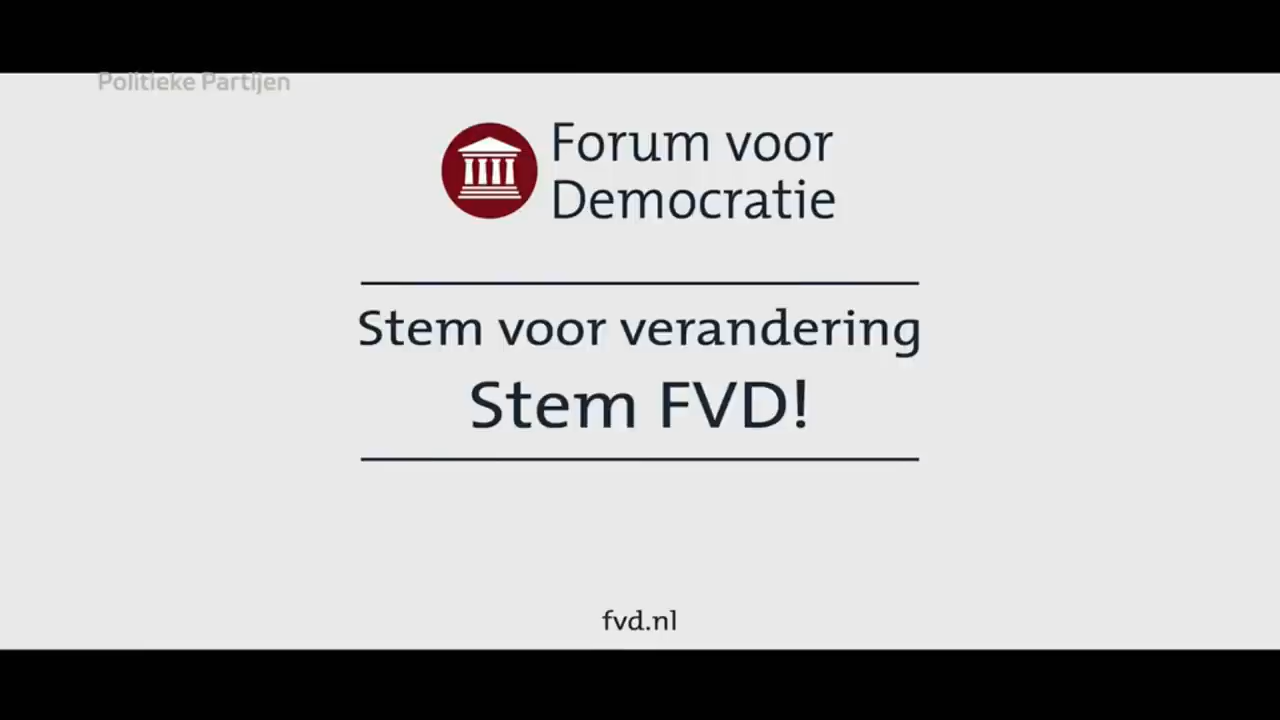 Politieke Partijen
Forum voor
Democratie
Stem voor verandering
Stem FVD!
fvd.nl